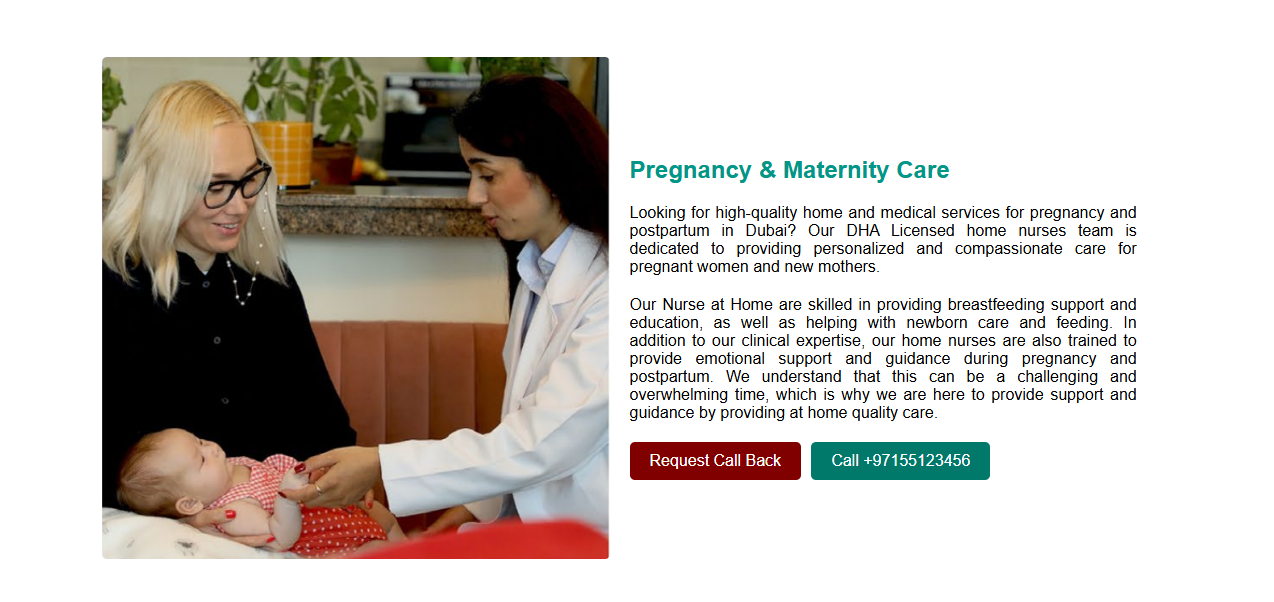 Pregnancy & Maternity Care
Looking for high-quality home and medical services for pregnancy and
postpartum in Dubai? Our DHA Licensed home nurses team is
dedicated to providing personalized and compassionate care for
pregnant women and new mothers.
Our Nurse at Home are skilled in providing breastfeeding support and
education, as well as helping with newborn care and feeding. In
addition to our clinical expertise, our home nurses are also trained to
provide emotional support and guidance during pregnancy and
postpartum. We understand that this can be a challenging and
overwhelming time, which is why we are here to provide support and
guidance by providing at home quality care.
Request Call Back
Call +97155123456